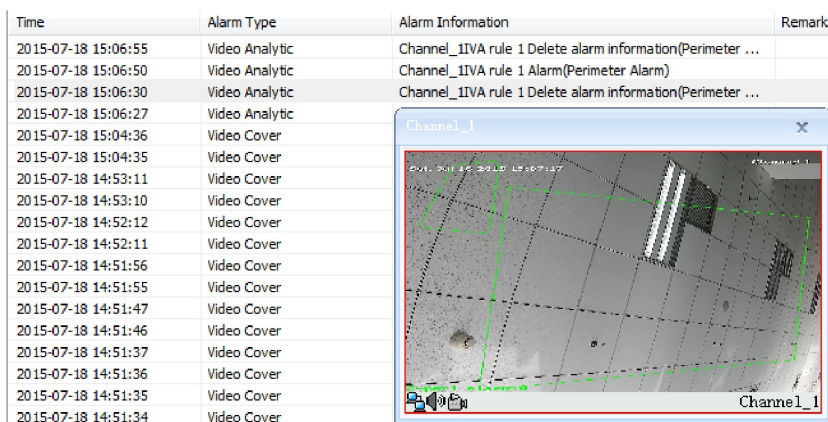 Time Alarm Type Alarm Information Remark
2015-07-18 15:06:55 Video Analytic Channel_1IVA rule 1 Delete alarm information(Perimeter ...
2015-07-18 15:06:50 Video Analytic Channel_1IVA rule 1 Alarm(Perimeter Alarm)
2015-07-18 15:06:30 Video Analytic Channel_1IVA rule 1 Delete alarm information(Perimeter ...
2015-07-18 15:06:27 Video Analytic
2015-07-18 15:04:36 Video Cover
Channel_1
2015-07-18 15:04:35 Video Cover
2015-07-18 14:53:11 Video Cover
2015 15:07:17
2015-07-18 14:53:10 Video Cover
2015-07-18 14:52:12 Video Cover
2015-07-18 14:52:11 Video Cover
2015-07-18 14:51:56 Video Cover
2015-07-18 14:51:55 Video Cover
2015-07-18 14:51:47 Video Cover
2015-07-18 14:51:46 Video Cover
2015-07-18 14:51:37 Video Cover
2015-07-18 14:51:36 Video Cover
2015-07-18 14:51:35 Video Cover
2015-07-18 14:51:34 Video Cover
Channel_1